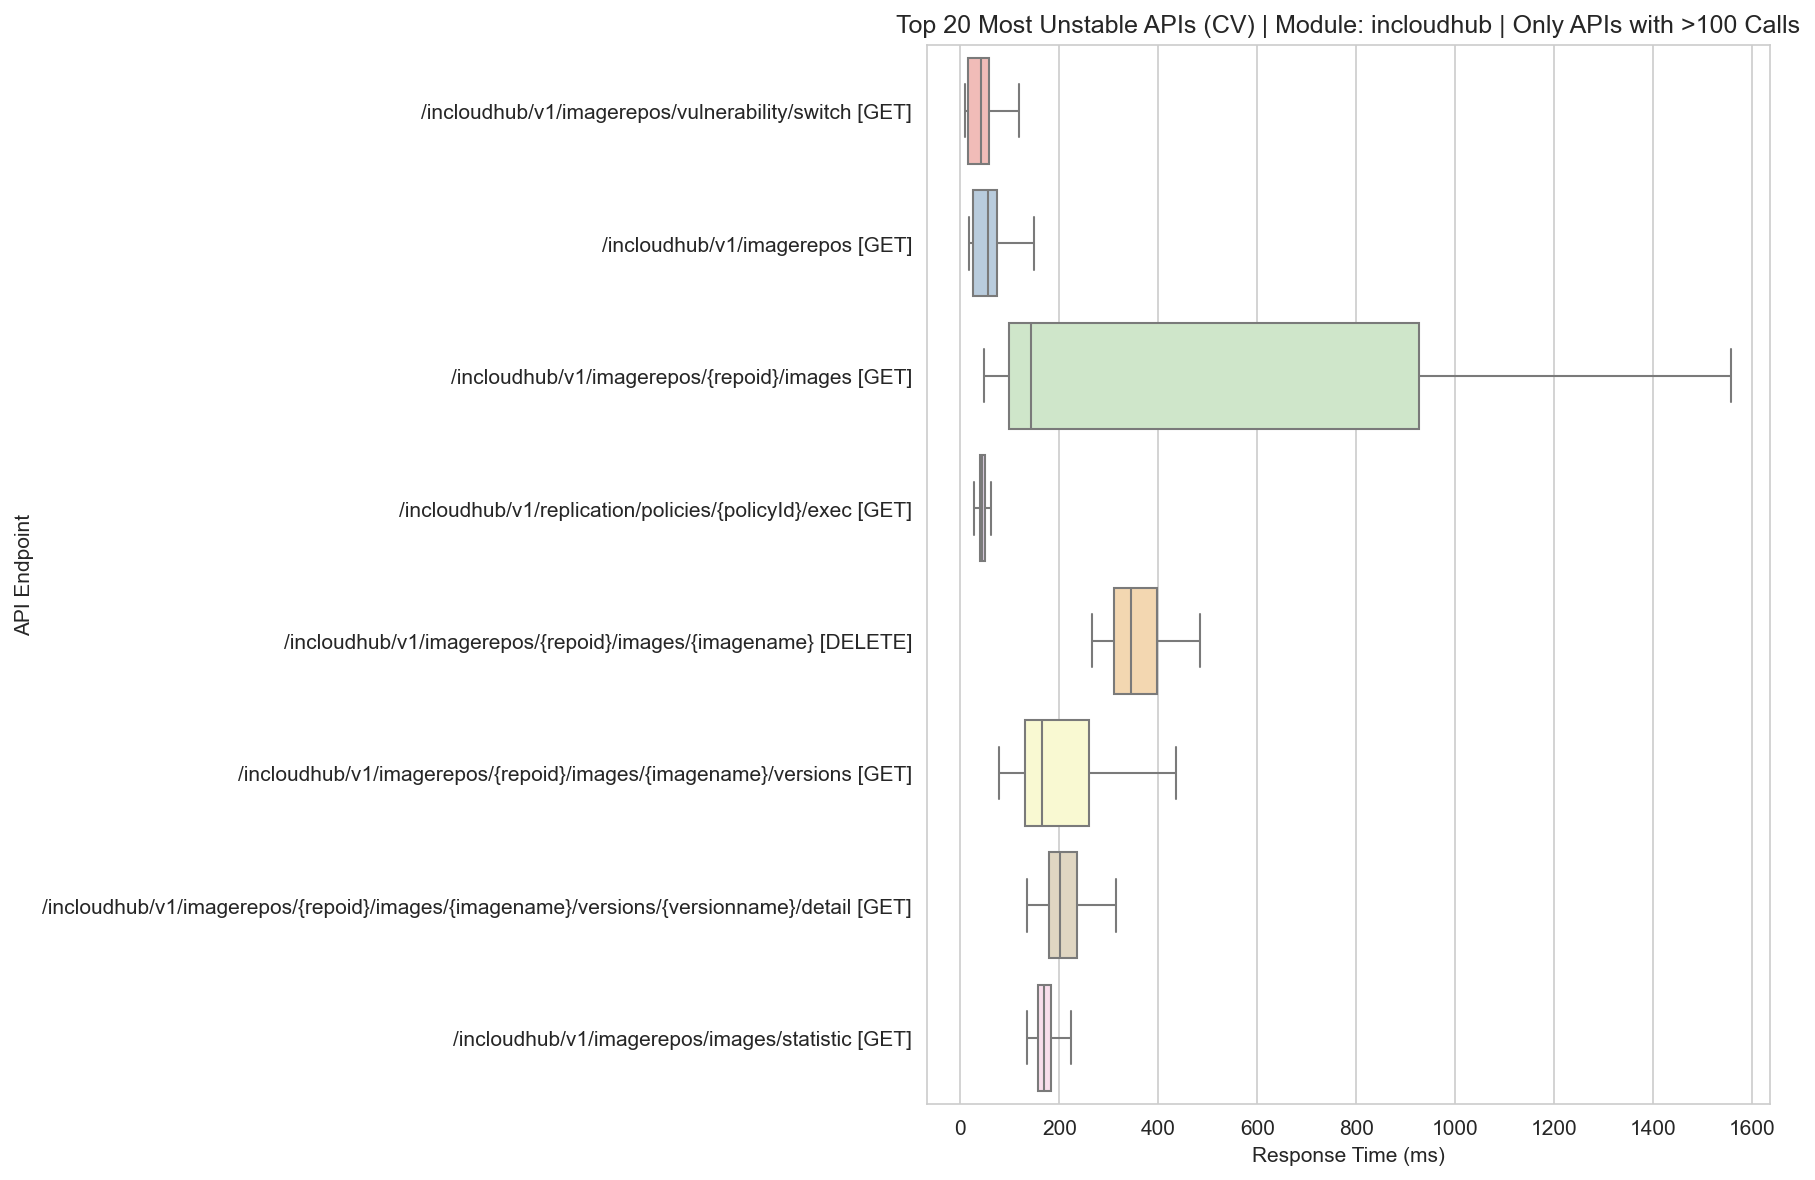 Top 20 Most Unstable APIs (CV) | Module: incloudhub | Only APIs with >100 Calls
API Endpoint
/incloudhub/v1/imagerepos/vulnerability/switch [GET]
/incloudhub/v1/imagerepos [GET]
/incloudhub/v1/imagerepos/{repoid}/images [GET]
/incloudhub/v1/replication/policies/{policyId}/exec [GET]
/incloudhub/v1/imagerepos/{repoid}/images/{imagename} [DELETE]
/incloudhub/v1/imagerepos/{repoid}/images/{imagename}/versions [GET]
/incloudhub/v1/imagerepos/{repoid}/images/{imagename}/versions/{versionname}/detail [GET]
/incloudhub/v1/imagerepos/images/statistic [GET]
0 200 400 600 800 1000 1200 1400 1600
Response Time (ms)